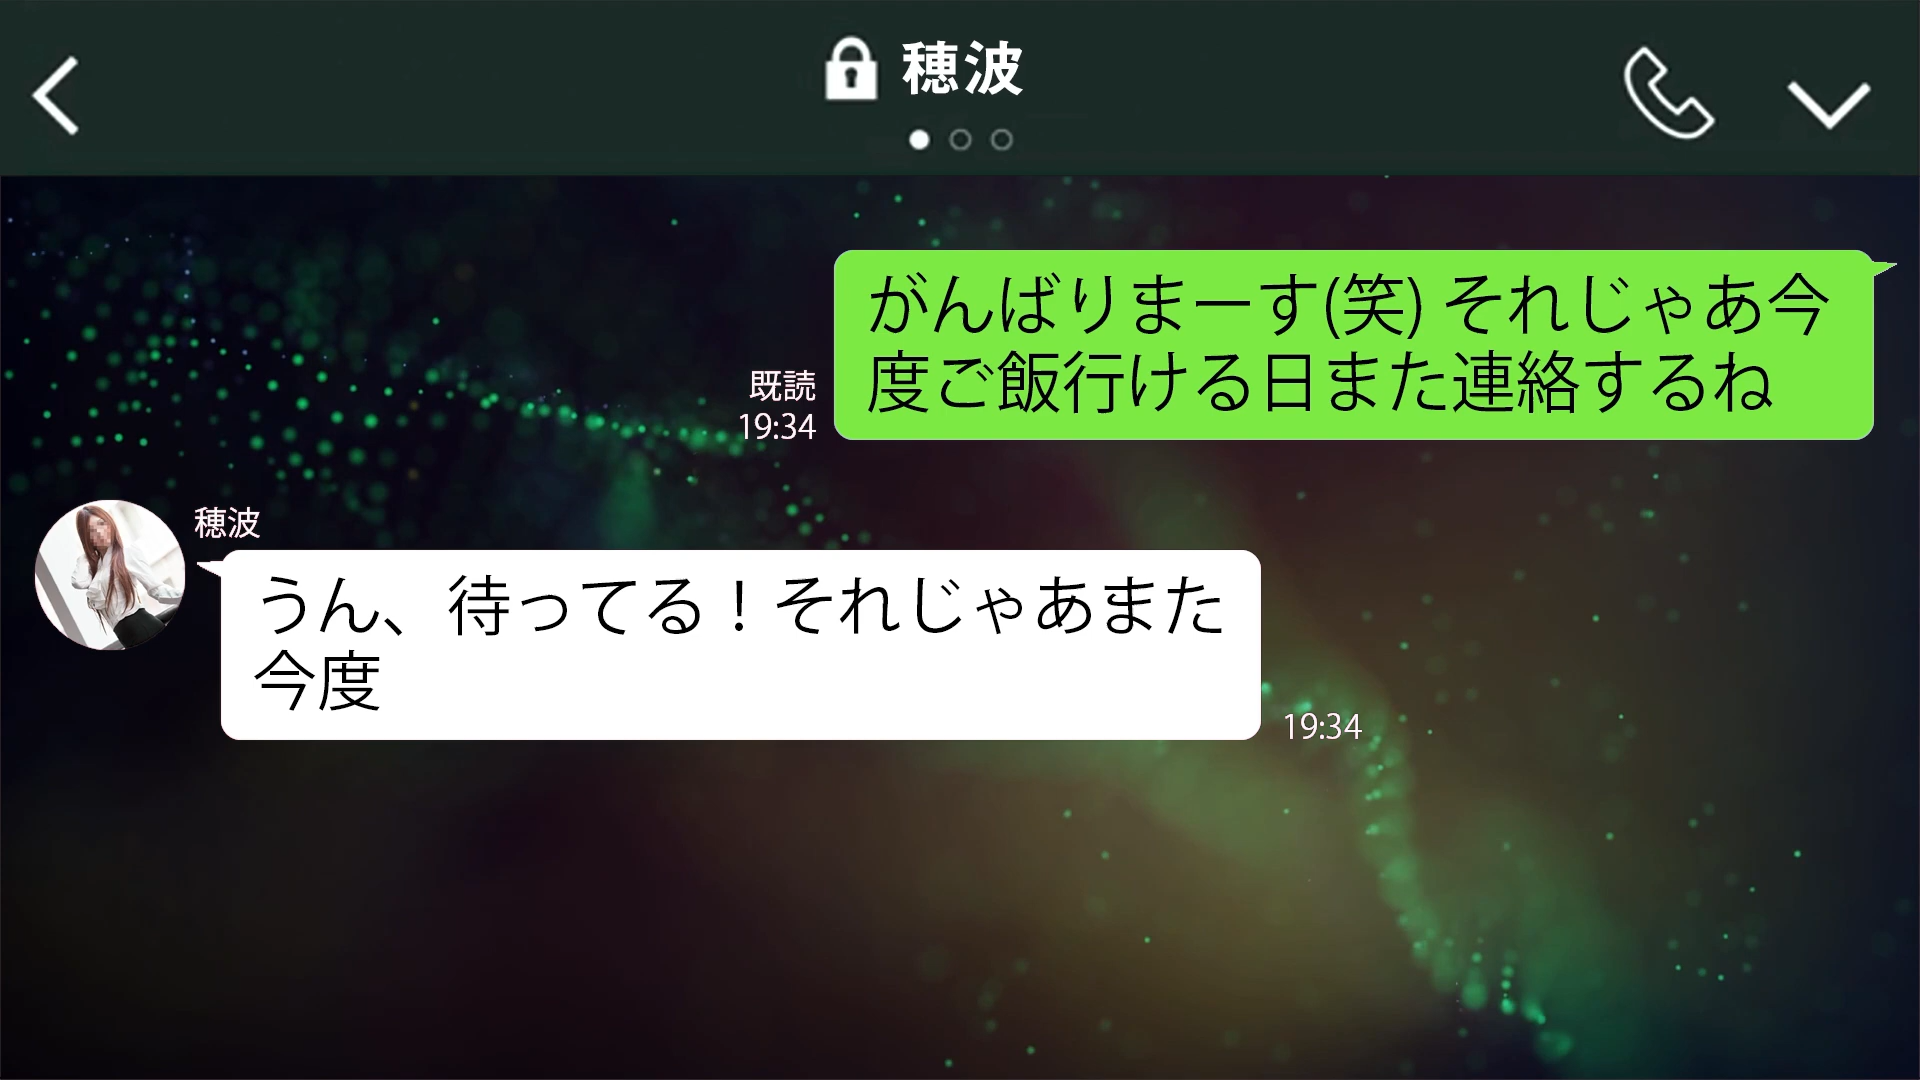 穂波
がんばりまーす(笑) それじゃあ今
度ご飯行ける日また連絡するね
既読
19:34
穂波
うん、待ってる！それじゃあまた
今度
19:34